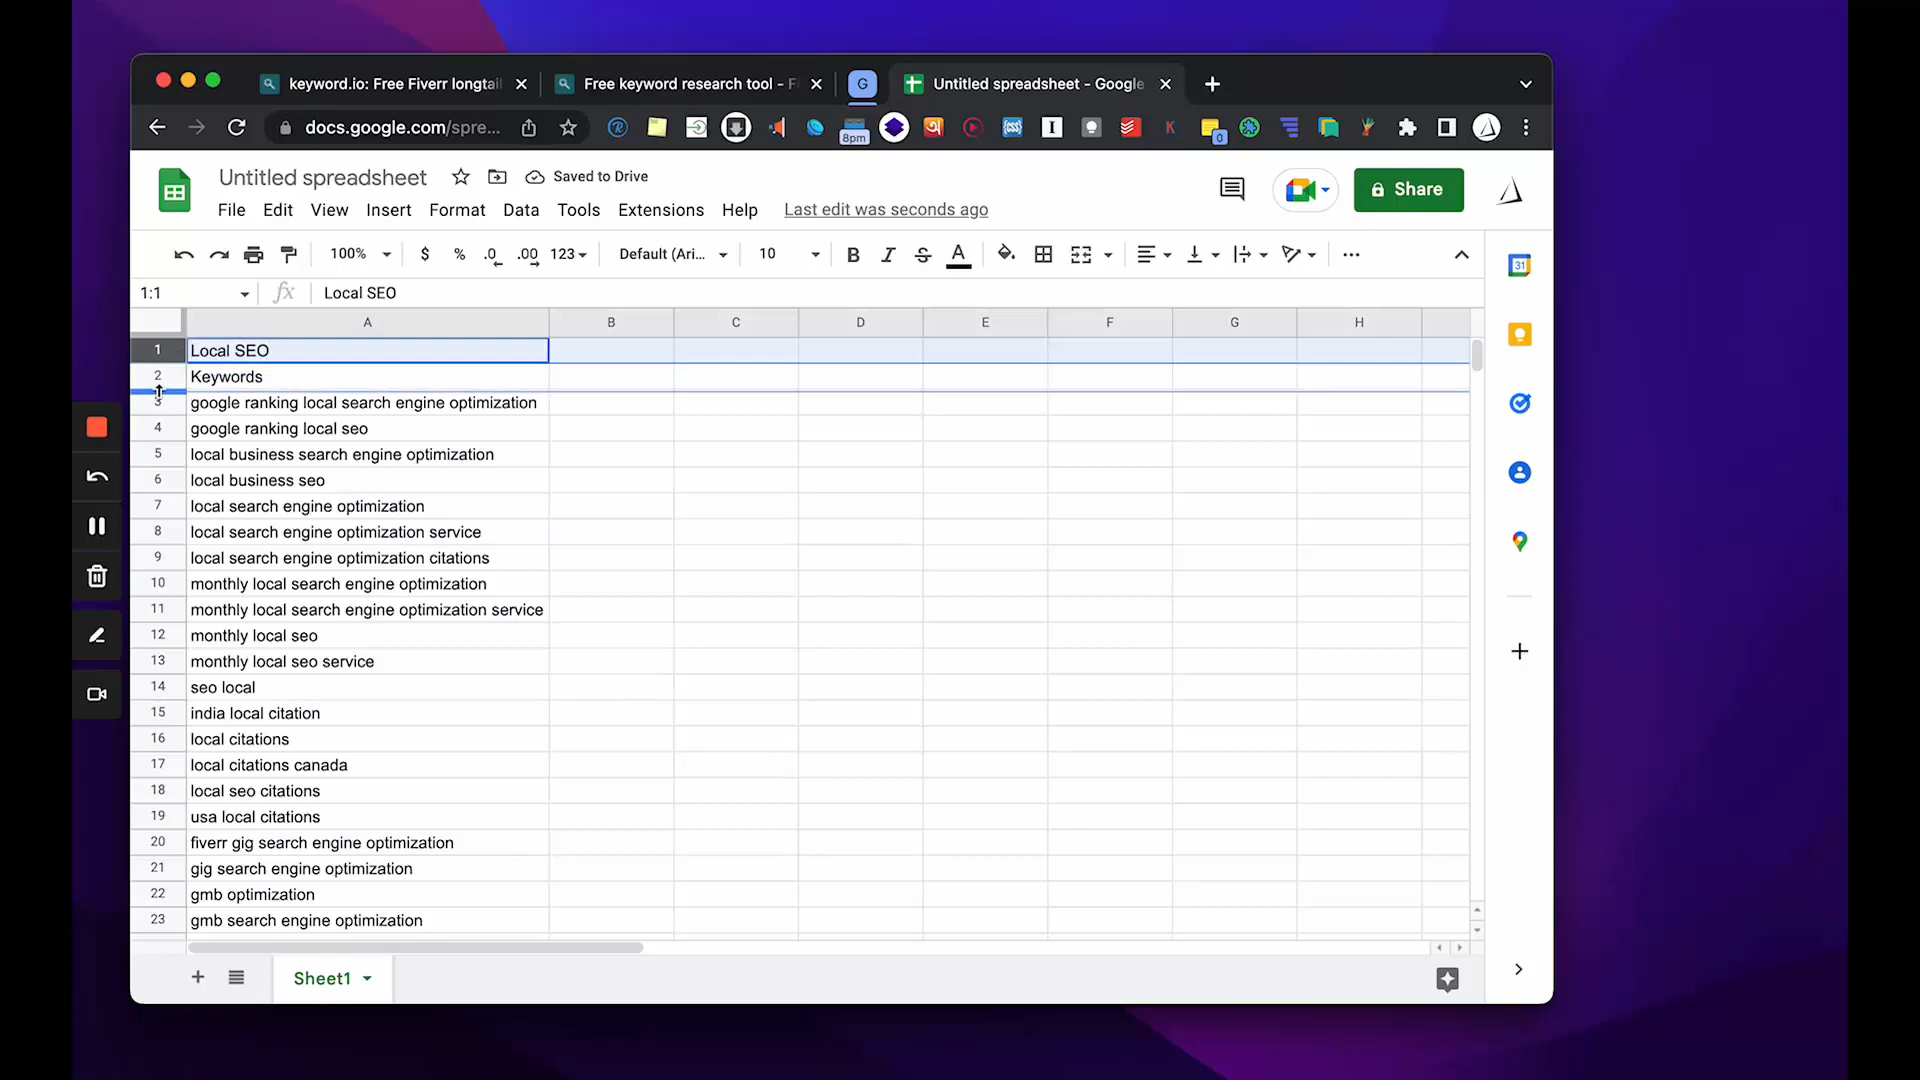 keyword.io: Free Fiverr longtail
Free keyword research tool - F
G
Untitled spreadsheet - Google
docs.google.com/spre...
8pm
0
Untitled spreadsheet
Saved to Drive
Share
File Edit View Insert Format Data Tools Extensions Help Last edit was seconds ago
100% $ % .0 .00 123 Default (Ari... 10 B I S A
1:1 fx Local SEO
A B C D E F G H
1 Local SEO
2 Keywords
3 google ranking local search engine optimization
4 google ranking local seo
5 local business search engine optimization
6 local business seo
7 local search engine optimization
8 local search engine optimization service
9 local search engine optimization citations
10 monthly local search engine optimization
11 monthly local search engine optimization service
12 monthly local seo
13 monthly local seo service
14 seo local
15 india local citation
16 local citations
17 local citations canada
18 local seo citations
19 usa local citations
20 fiverr gig search engine optimization
21 gig search engine optimization
22 gmb optimization
23 gmb search engine optimization
Sheet1
31